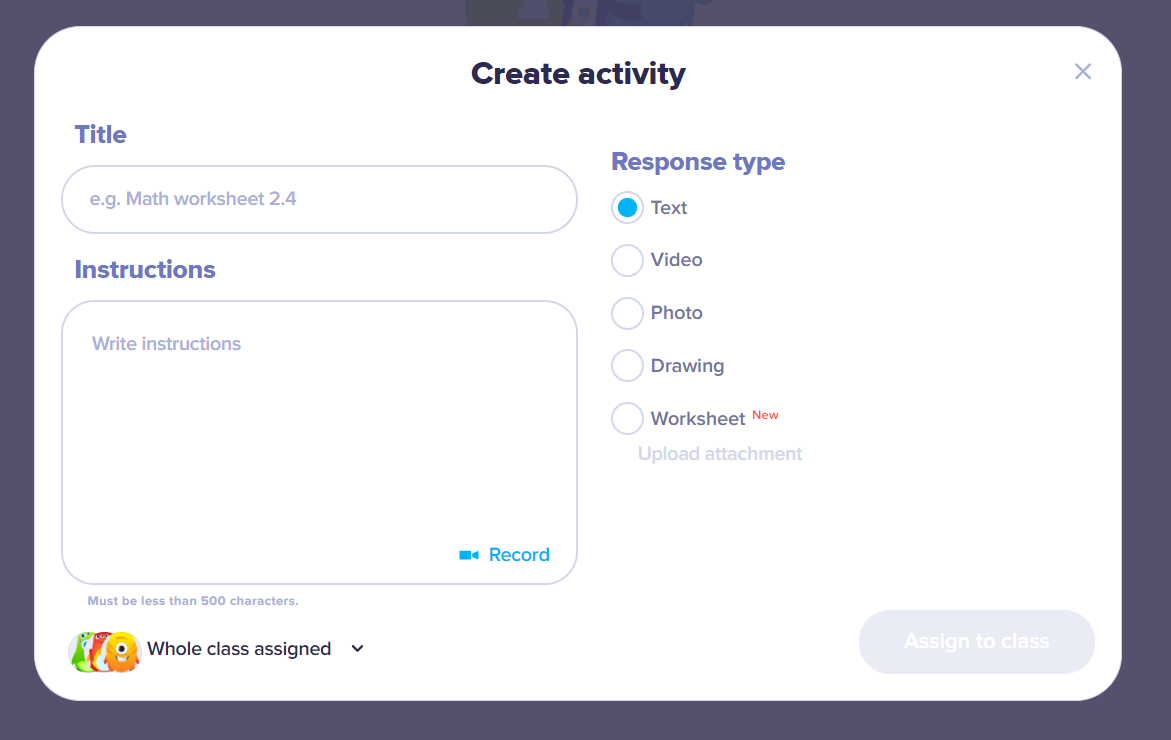 Create activity
Title
e.g. Math worksheet 2.4
Instructions
Write instructions
Record
Must be less than 500 characters.
Whole class assigned
Response type
Text
Video
Photo
Drawing
Worksheet New
Upload attachment
Assign to class